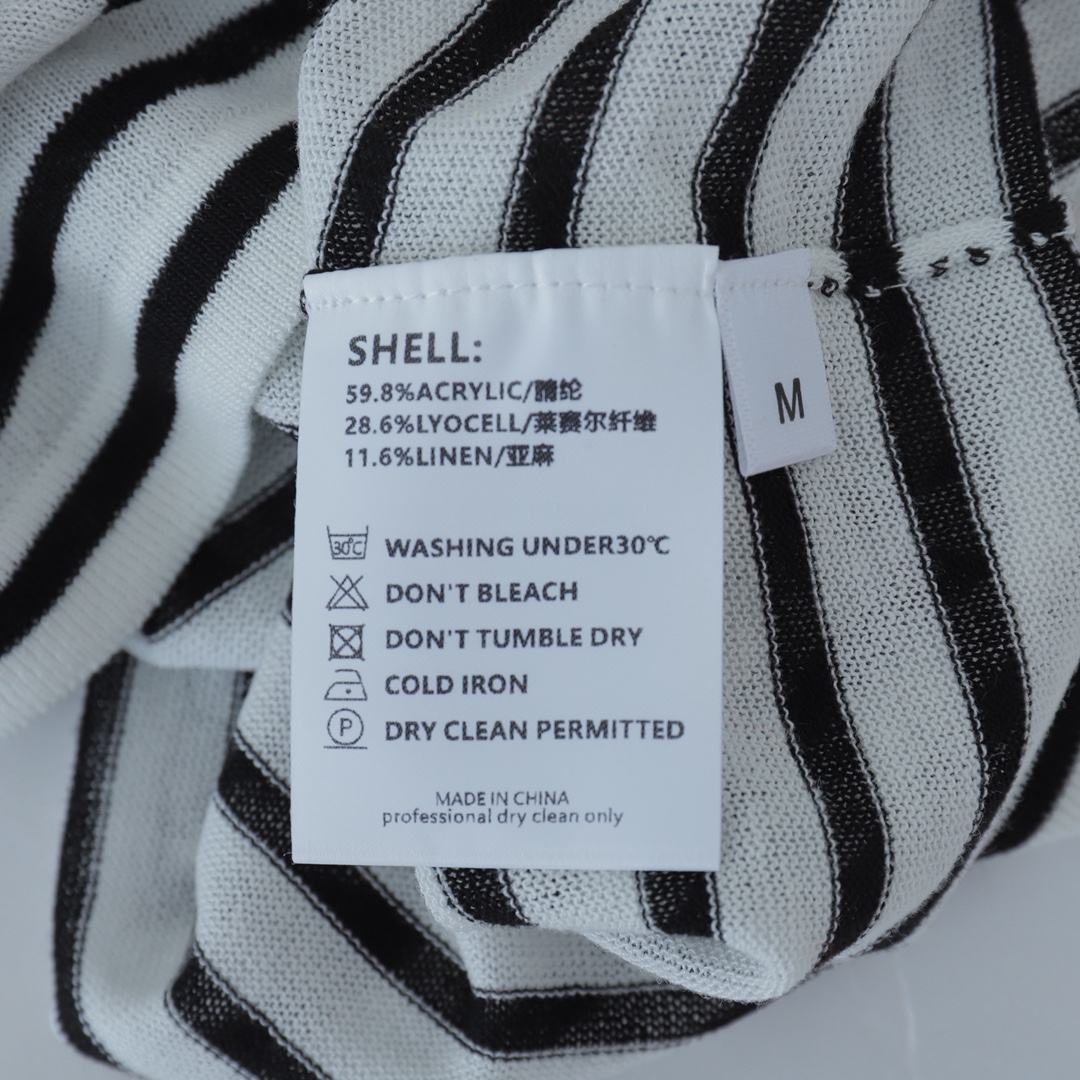 SHELL:
59.8%ACRYLIC/腈纶
28.6%LYOCELL/莱赛尔纤维
11.6%LINEN/亚麻
M
30℃ WASHING UNDER30℃
DON'T BLEACH
DON'T TUMBLE DRY
COLD IRON
P DRY CLEAN PERMITTED
MADE IN CHINA
professional dry clean only